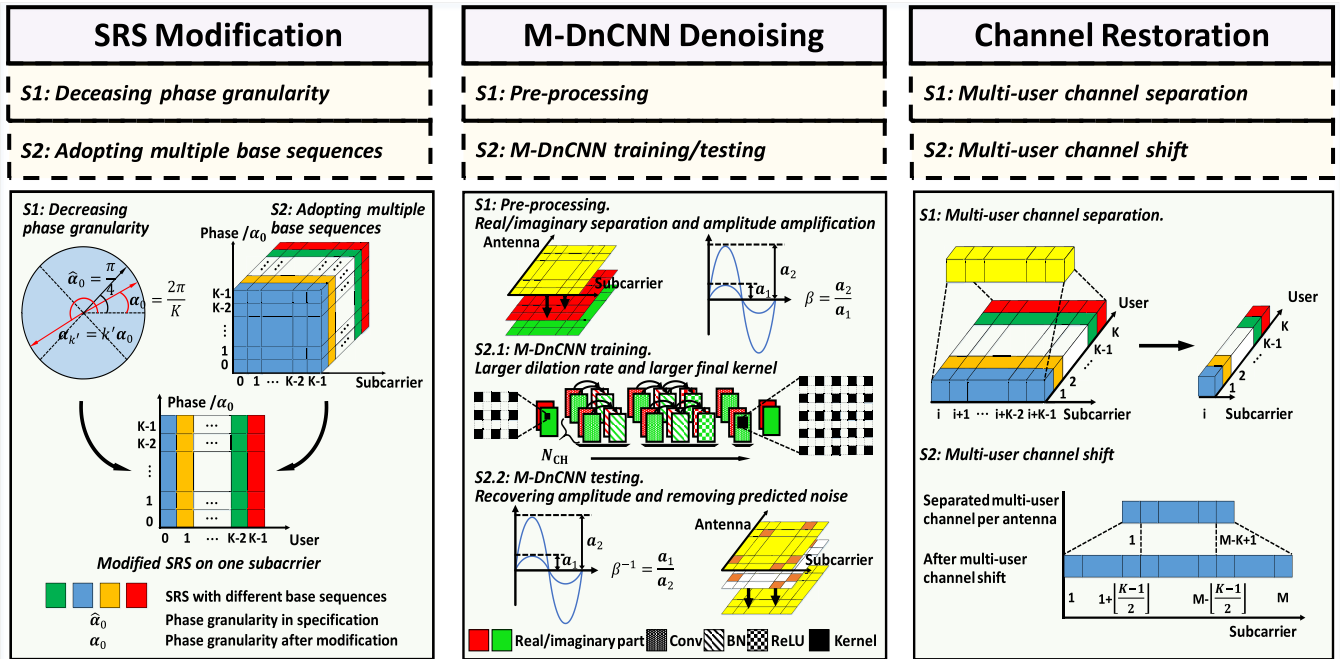 SRS Modification
S1: Deceasing phase granularity
S2: Adopting multiple base sequences
S1: Decreasing
phase granularity
S2: Adopting multiple
base sequences
α̂₀ = π/4
α₀ = 2π/K
αₖ′ = k′α₀
Phase /α₀
K-1
K-2
⋮
1
0
0 1 ··· K-2 K-1
Subcarrier
Phase /α₀
K-1
K-2
⋮
1
0
0 1 ... K-2 K-1
User
Modified SRS on one subacrrier
SRS with different base sequences
α̂₀ Phase granularity in specification
α₀ Phase granularity after modification
M-DnCNN Denoising
S1: Pre-processing
S2: M-DnCNN training/testing
S1: Pre-processing.
Real/imaginary separation and amplitude amplification
Antenna
Subcarrier
a₁
a₂
β = a₂/a₁
S2.1: M-DnCNN training.
Larger dilation rate and larger final kernel
N_CH
S2.2: M-DnCNN testing.
Recovering amplitude and removing predicted noise
a₁
a₂
β⁻¹ = a₁/a₂
Antenna
Subcarrier
Real/imaginary part Conv BN ReLU Kernel
Channel Restoration
S1: Multi-user channel separation
S2: Multi-user channel shift
S1: Multi-user channel separation.
User
K
K-1
⋯
2
1
i i+1 ··· i+K-2 i+K-1
Subcarrier
User
K
K-1
⋯
2
1
i
Subcarrier
S2: Multi-user channel shift
Separated multi-user
channel per antenna
1 M-K+1
After multi-user
channel shift
1 1+⌊(K−1)/2⌋ M-⌊(K−1)/2⌋ M
Subcarrier